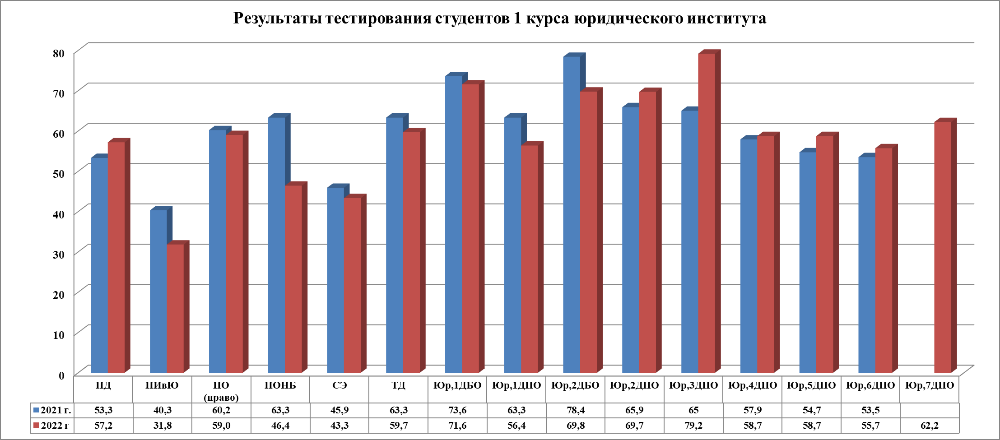 Результаты тестирования студентов 1 курса юридического института
80
70
60
50
40
30
20
10
0
ПД ПИвЮ ПО (право) ПОНБ СЭ ТД Юр,1ДБО Юр,1ДПО Юр,2ДБО Юр,2ДПО Юр,3ДПО Юр,4ДПО Юр,5ДПО Юр,6ДПО Юр,7ДПО
2021 г. 53,3 40,3 60,2 63,3 45,9 63,3 73,6 63,3 78,4 65,9 65 57,9 54,7 53,5
2022 г 57,2 31,8 59,0 46,4 43,3 59,7 71,6 56,4 69,8 69,7 79,2 58,7 58,7 55,7 62,2